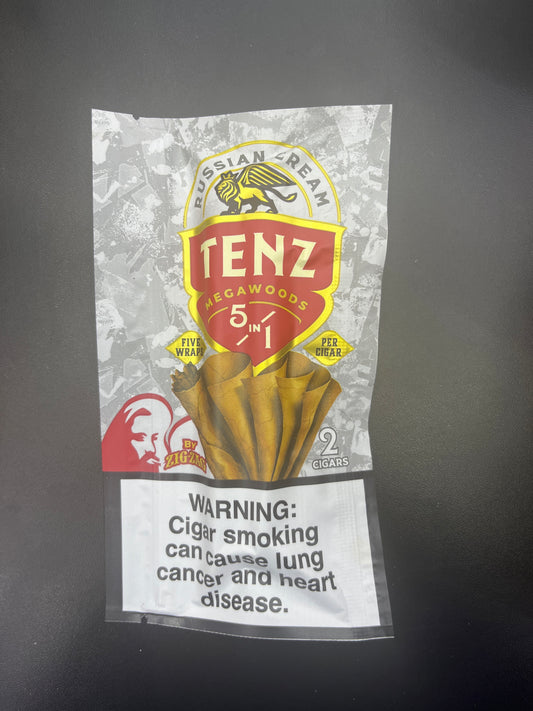 RUSSIAN CREAM
TENZ
MEGAWOODS
5 IN 1
FIVE
WRAPS
PER
CIGAR
By
ZIG-ZAG
2
CIGARS
WARNING:
Cigar smoking
can cause lung
cancer and heart
disease.